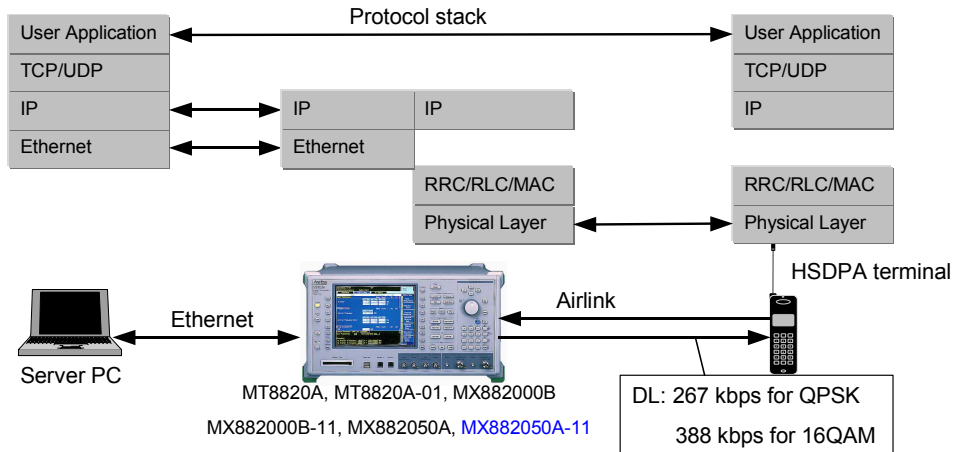 Protocol stack
User Application
User Application
TCP/UDP
TCP/UDP
IP
IP
IP
IP
Ethernet
Ethernet
RRC/RLC/MAC
RRC/RLC/MAC
Physical Layer
Physical Layer
HSDPA terminal
Ethernet
Airlink
Server PC
MT8820A, MT8820A-01, MX882000B
MX882000B-11, MX882050A, MX882050A-11
DL: 267 kbps for QPSK
388 kbps for 16QAM